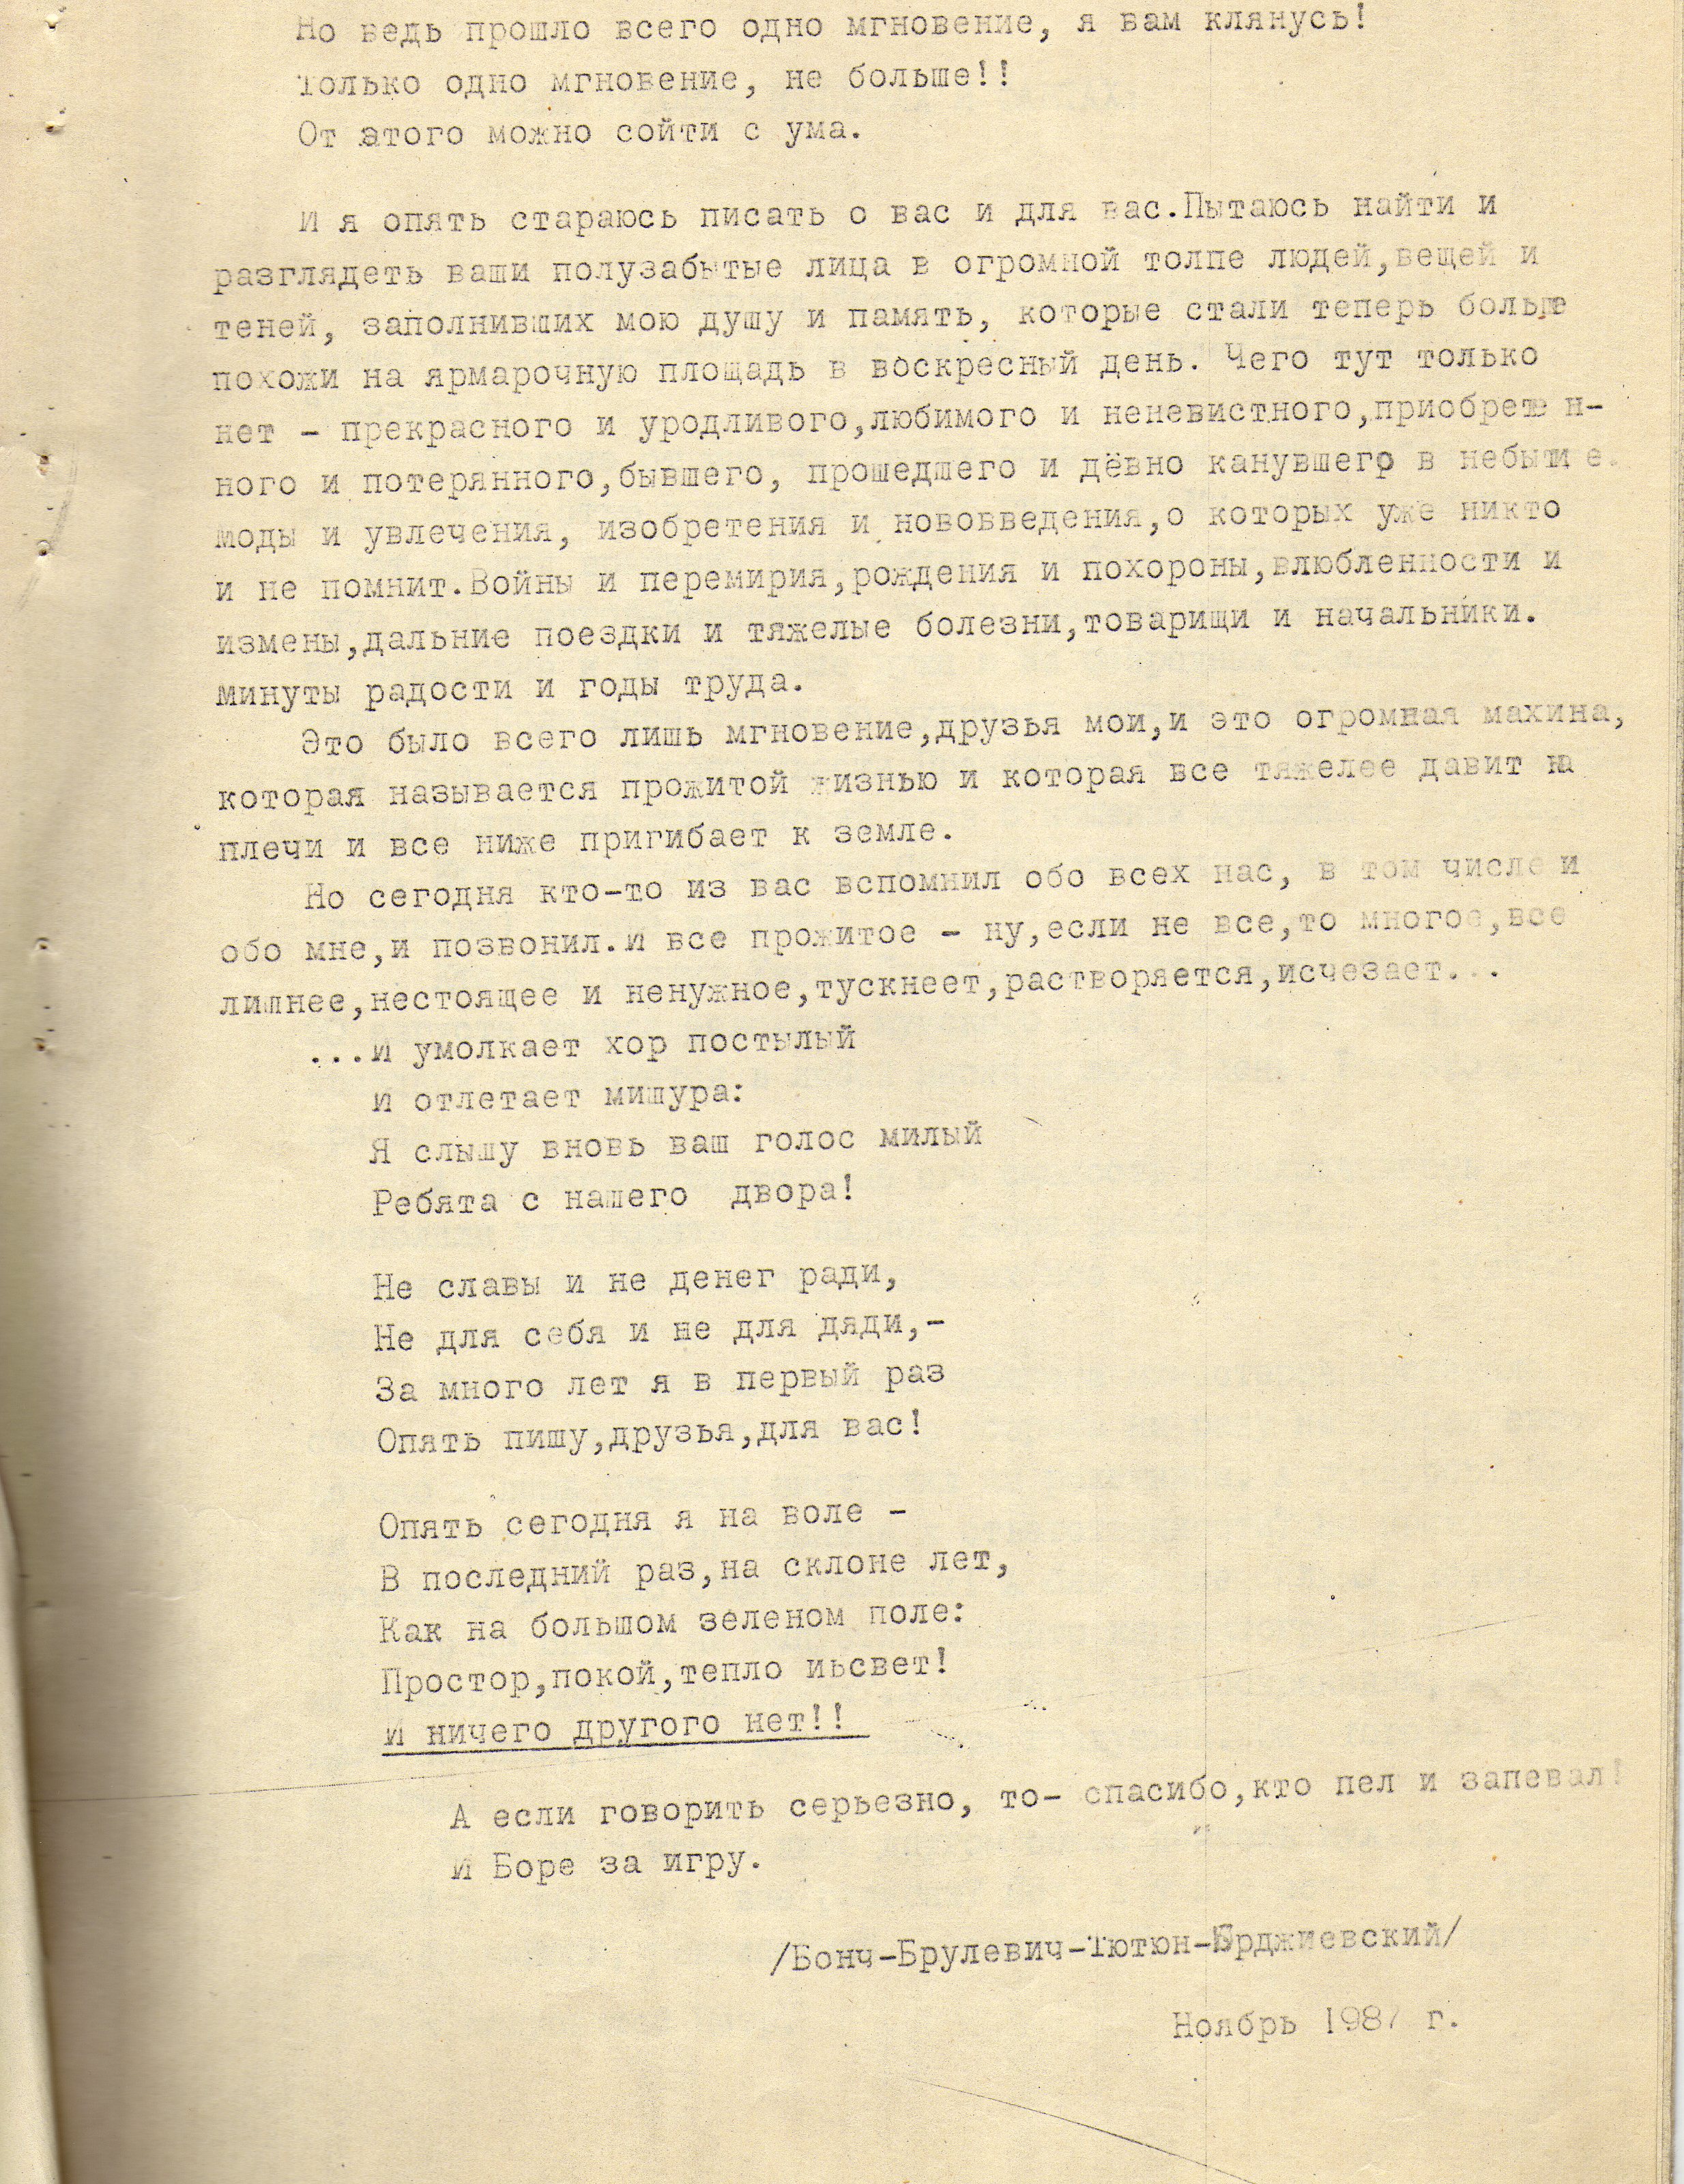 Но ведь прошло всего одно мгновение, я вам клянусь!
Только одно мгновение, не больше!!
От этого можно сойти с ума.
И я опять стараюсь писать о вас и для вас.Пытаюсь найти и
разглядеть ваши полузабытые лица в огромной толпе людей,вещей и
теней, заполнивших мою душу и память, которые стали теперь больше
похожи на ярмарочную площадь в воскресный день. Чего тут только
нет - прекрасного и уродливого,любимого и неневистного,приобретен-
ного и потерянного,бывшего, прошедшего и дёвно канувшего в небытие.
моды и увлечения, изобретения и нововведения,о которых уже никто
и не помнит.Войны и перемирия,рождения и похороны,влюбленности и
измены,дальние поездки и тяжелые болезни,товарищи и начальники.
минуты радости и годы труда.
Это было всего лишь мгновение,друзья мои,и это огромная махина,
которая называется прожитой жизнью и которая все тяжелее давит на
плечи и все ниже пригибает к земле.
Но сегодня кто-то из вас вспомнил обо всех нас, в том числе и
обо мне,и позвонил.И все прожитое - ну,если не все,то многое,все
лишнее,нестоящее и ненужное,тускнеет,растворяется,исчезает...
...И умолкает хор постылый
И отлетает мишура:
Я слышу вновь ваш голос милый
Ребята с нашего двора!
Не славы и не денег ради,
Не для себя и не для дяди,-
За много лет я в первый раз
Опять пишу,друзья,для вас!
Опять сегодня я на воле -
В последний раз,на склоне лет,
Как на большом зеленом поле:
Простор,покой,тепло иьсвет!
И ничего другого нет!!
А если говорить серьезно, то- спасибо,кто пел и запевал!
И Боре за игру.
/Бонч-Брулевич-Тютюн-Юрджиевский/
Ноябрь 1987 г.